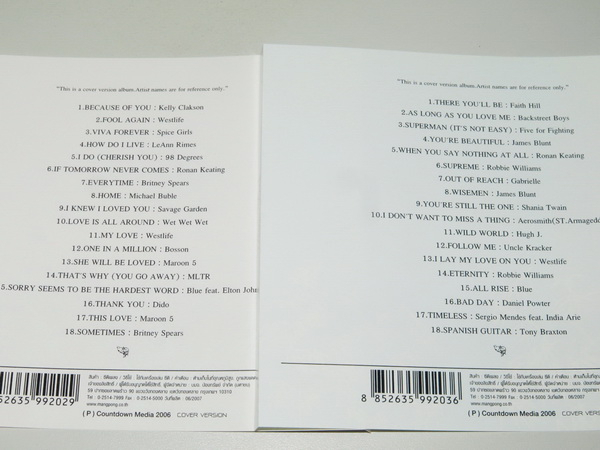 "This is a cover version album.Artist names are for reference only."
1.BECAUSE OF YOU : Kelly Clakson
2.FOOL AGAIN : Westlife
3.VIVA FOREVER : Spice Girls
4.HOW DO I LIVE : LeAnn Rimes
5.I DO (CHERISH YOU) : 98 Degrees
6.IF TOMORROW NEVER COMES : Ronan Keating
7.EVERYTIME : Britney Spears
8.HOME : Michael Buble
9.I KNEW I LOVED YOU : Savage Garden
10.LOVE IS ALL AROUND : Wet Wet Wet
11.MY LOVE : Westlife
12.ONE IN A MILLION : Bosson
13.SHE WILL BE LOVED : Maroon 5
14.THAT'S WHY (YOU GO AWAY) : MLTR
5.SORRY SEEMS TO BE THE HARDEST WORD : Blue feat. Elton John
16.THANK YOU : Dido
17.THIS LOVE : Maroon 5
18.SOMETIMES : Britney Spears
852635 992029
www.mangpong.co.th
( P ) Countdown Media 2006 COVER VERSION
"This is a cover version album.Artist names are for reference only."
1.THERE YOU'LL BE : Faith Hill
2.AS LONG AS YOU LOVE ME : Backstreet Boys
3.SUPERMAN (IT'S NOT EASY) : Five for Fighting
4.YOU'RE BEAUTIFUL : James Blunt
5.WHEN YOU SAY NOTHING AT ALL : Ronan Keating
6.SUPREME : Robbie Williams
7.OUT OF REACH : Gabrielle
8.WISEMEN : James Blunt
9.YOU'RE STILL THE ONE : Shania Twain
10.I DON'T WANT TO MISS A THING : Aerosmith(ST.Armageddo
11.WILD WORLD : Hugh J.
12.FOLLOW ME : Uncle Kracker
13.I LAY MY LOVE ON YOU : Westlife
14.ETERNITY : Robbie Williams
15.ALL RISE : Blue
16.BAD DAY : Daniel Powter
17.TIMELESS : Sergio Mendes feat. India Arie
18.SPANISH GUITAR : Tony Braxton
8 852635 992036
www.mangpong.co.th
( P ) Countdown Media 2006 COVER VERSION